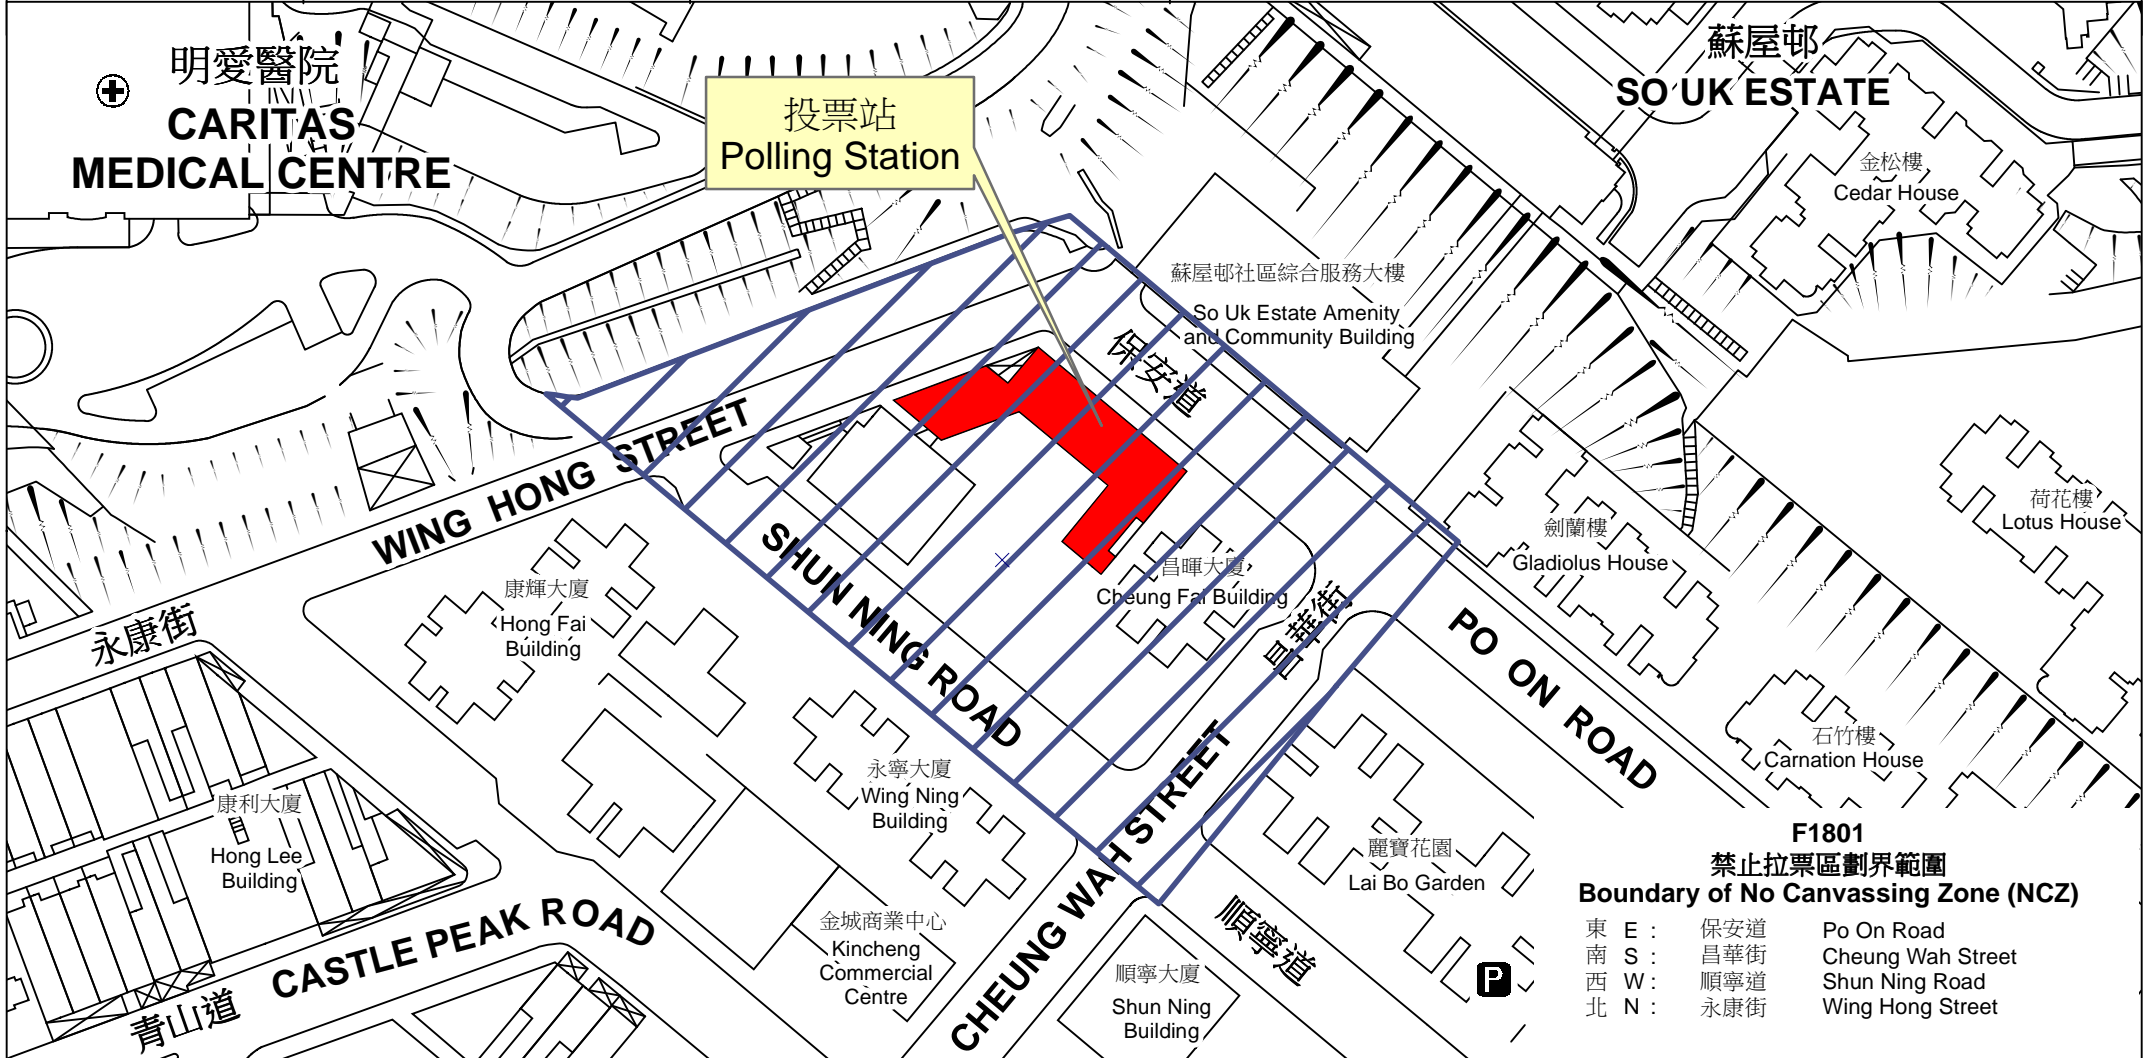 明愛醫院
CARITAS
MEDICAL CENTRE
投票站
Polling Station
蘇屋邨
SO UK ESTATE
金松樓
Cedar House
蘇屋邨社區綜合服務大樓
So Uk Estate Amenity
and Community Building
保安道
WING HONG STREET
永康街
SHUN NING ROAD
康輝大廈
Hong Fai
Building
昌暉大廈
Cheung Fai Building
昌華街
劍蘭樓
Gladiolus House
荷花樓
Lotus House
PO ON ROAD
石竹樓
Carnation House
康利大廈
Hong Lee
Building
永寧大廈
Wing Ning
Building
CHEUNG WAH STREET
麗寶花園
Lai Bo Garden
順寧道
金城商業中心
Kincheng
Commercial
Centre
順寧大廈
Shun Ning
Building
CASTLE PEAK ROAD
青山道
P
F1801
禁止拉票區劃界範圍
Boundary of No Canvassing Zone (NCZ)
東 E : 保安道 Po On Road
南 S : 昌華街 Cheung Wah Street
西 W : 順寧道 Shun Ning Road
北 N : 永康街 Wing Hong Street